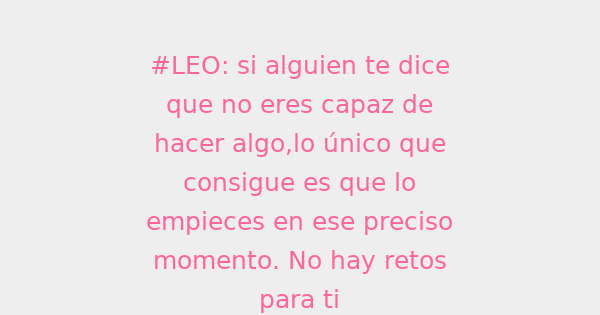 #LEO: si alguien te dice
que no eres capaz de
hacer algo,lo único que
consigue es que lo
empieces en ese preciso
momento. No hay retos
para ti